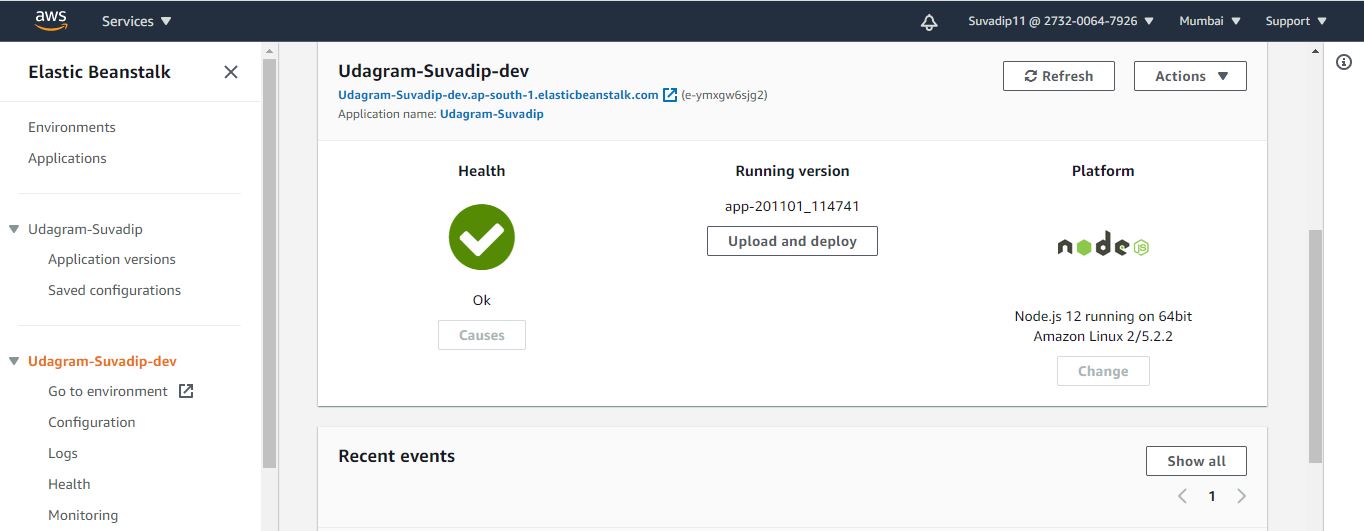 aws Services Suvadip11 @ 2732-0064-7926 Mumbai Support
Elastic Beanstalk
Environments
Applications
Udagram-Suvadip
Application versions
Saved configurations
Udagram-Suvadip-dev
Go to environment
Configuration
Logs
Health
Monitoring
Udagram-Suvadip-dev
Udagram-Suvadip-dev.ap-south-1.elasticbeanstalk.com (e-ymxgw6sjg2)
Application name: Udagram-Suvadip
Refresh
Actions
Health
Ok
Causes
Running version
app-201101_114741
Upload and deploy
Platform
node JS
Node.js 12 running on 64bit
Amazon Linux 2/5.2.2
Change
Recent events
Show all
1